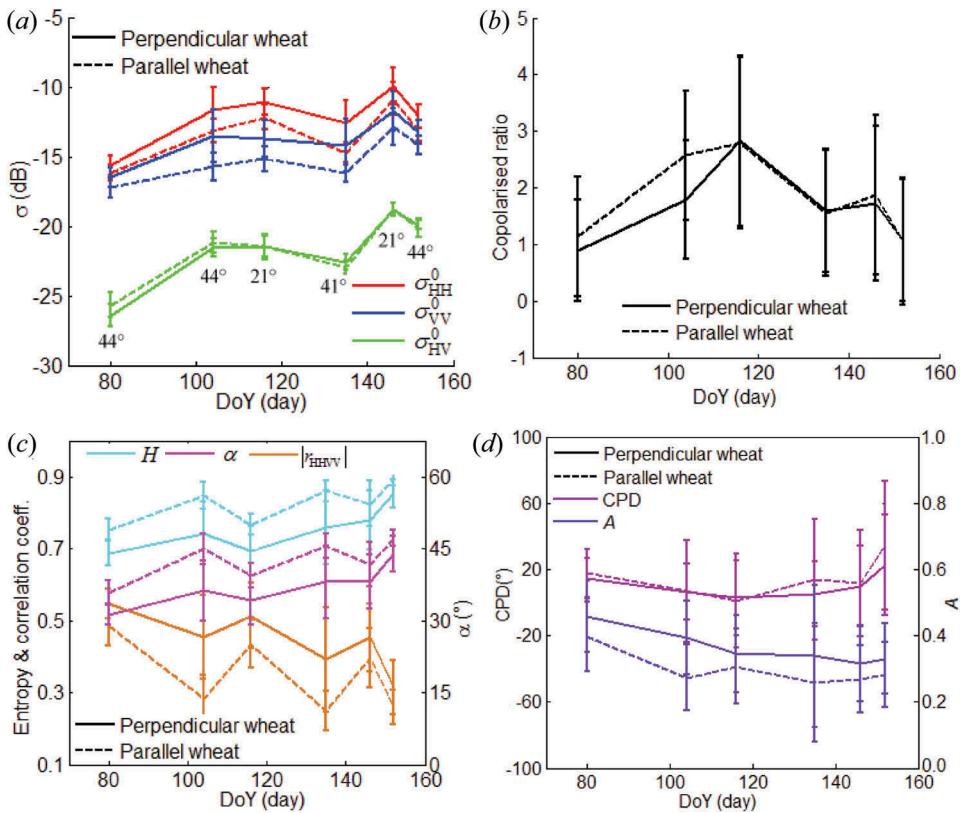 (a)
-5
-10
-15
-20
-25
-30
σ (dB)
Perpendicular wheat
Parallel wheat
44°
44°
21°
41°
21°
44°
σ⁰HH
σ⁰VV
σ⁰HV
80 100 120 140 160
DoY (day)
(b)
5
4
3
2
1
0
-1
Copolarised ratio
Perpendicular wheat
Parallel wheat
80 100 120 140 160
DoY (day)
(c)
H α |rHHVV|
0.9
0.7
0.5
0.3
0.1
Entropy & correlation coeff.
60
45
30
15
0
α (°)
Perpendicular wheat
Parallel wheat
80 100 120 140 160
DoY (day)
(d)
100
60
20
-20
-60
-100
CPD(°)
Perpendicular wheat
Parallel wheat
CPD
A
1.0
0.8
0.6
0.4
0.2
0.0
A
80 100 120 140 160
DoY (day)